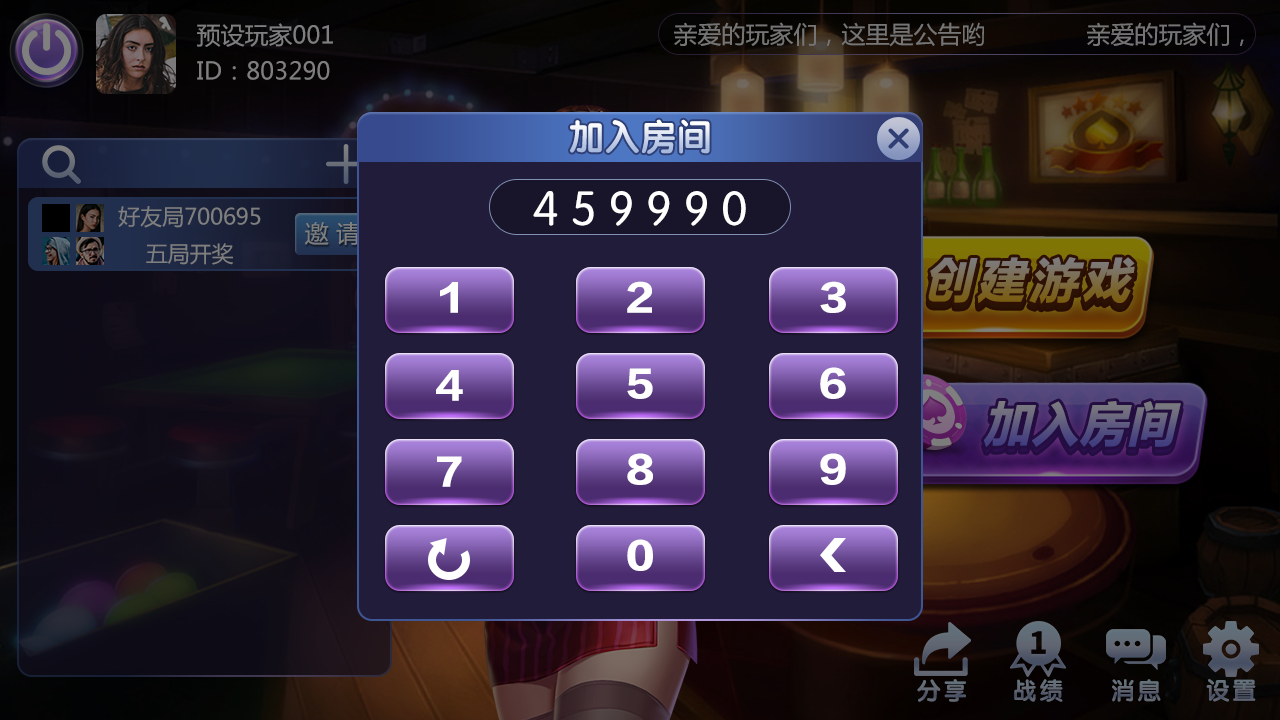 预设玩家001
ID：803290
亲爱的玩家们，这里是公告哟 亲爱的玩家们，
加入房间
459990
好友局700695
五局开奖
邀请
1 2 3
4 5 6
7 8 9
0
创建游戏
加入房间
1
分享 战绩 消息 设置